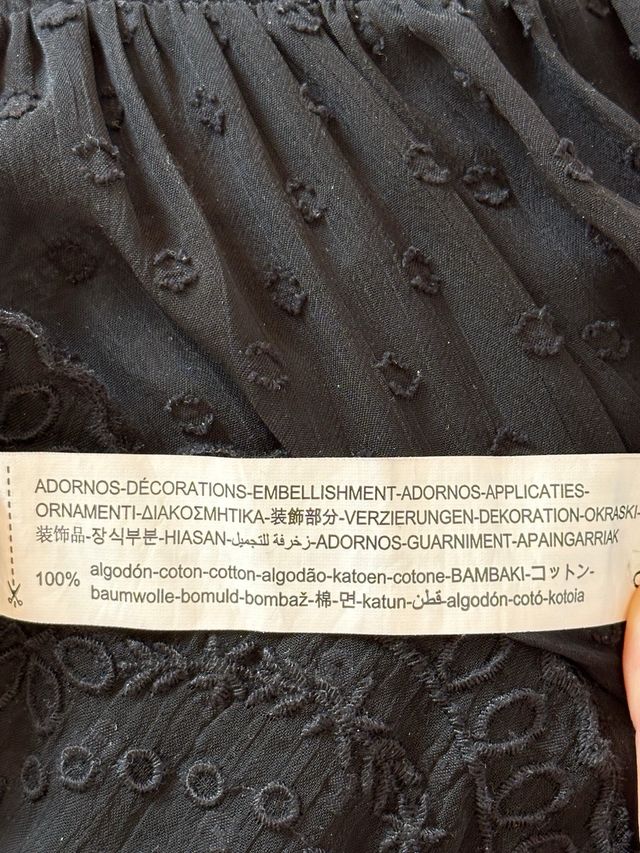 ADORNOS-DÉCORATIONS-EMBELLISHMENT-ADORNOS-APPLICATIES-
ORNAMENTI-ΔΙΑΚΟΣΜΗΤΙΚΑ-装飾部分-VERZIERUNGEN-DEKORATION-OKRASKI-
装饰品-장식부분-HIASAN-زخرفة للتجميل-ADORNOS-GUARNIMENT-APAINGARRIAK
100% algodón-coton-cotton-algodão-katoen-cotone-BAMBAKI-コットン-
baumwolle-bomuld-bombaž-棉-면-katun-قطن-algodón-cotó-kotoia